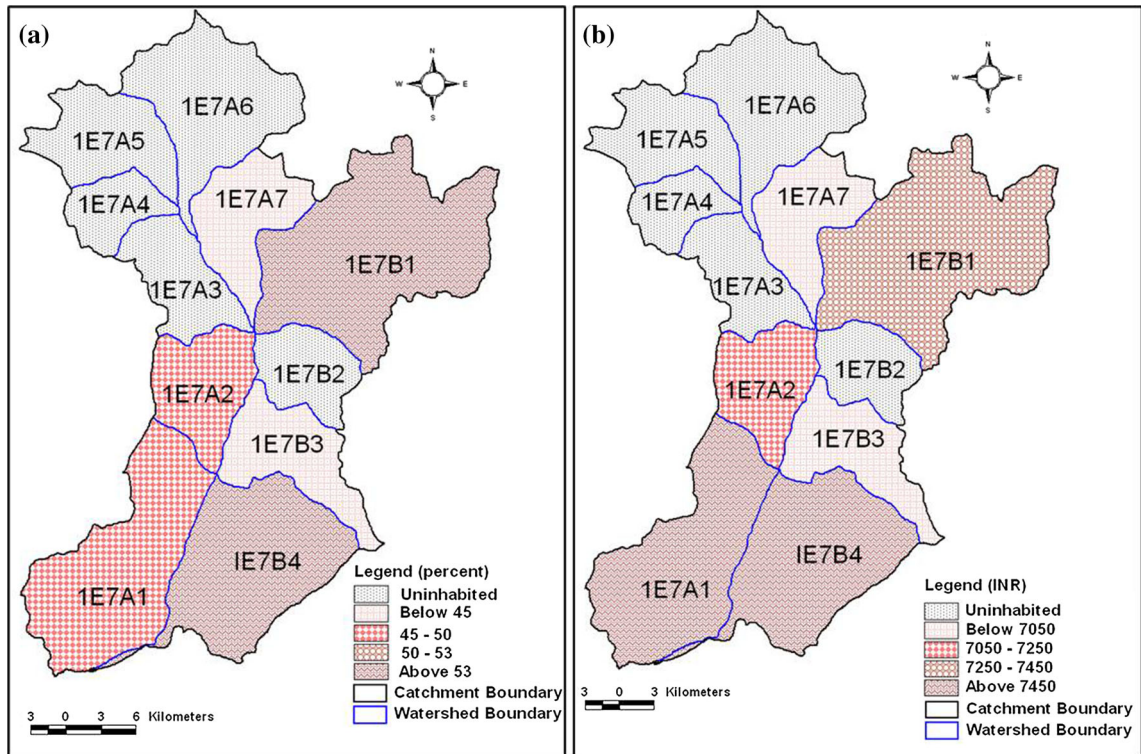 (a)
N
W E
S
1E7A6
1E7A5
1E7A4
1E7A7
1E7A3
1E7B1
1E7A2
1E7B2
1E7B3
1E7A1
IE7B4
Legend (percent)
Uninhabited
Below 45
45 - 50
50 - 53
Above 53
Catchment Boundary
Watershed Boundary
3 0 3 6 Kilometers
(b)
N
W E
S
1E7A6
1E7A5
1E7A4
1E7A7
1E7A3
1E7B1
1E7A2
1E7B2
1E7B3
1E7A1
IE7B4
Legend (INR)
Uninhabited
Below 7050
7050 - 7250
7250 - 7450
Above 7450
Catchment Boundary
Watershed Boundary
3 0 3 Kilometers